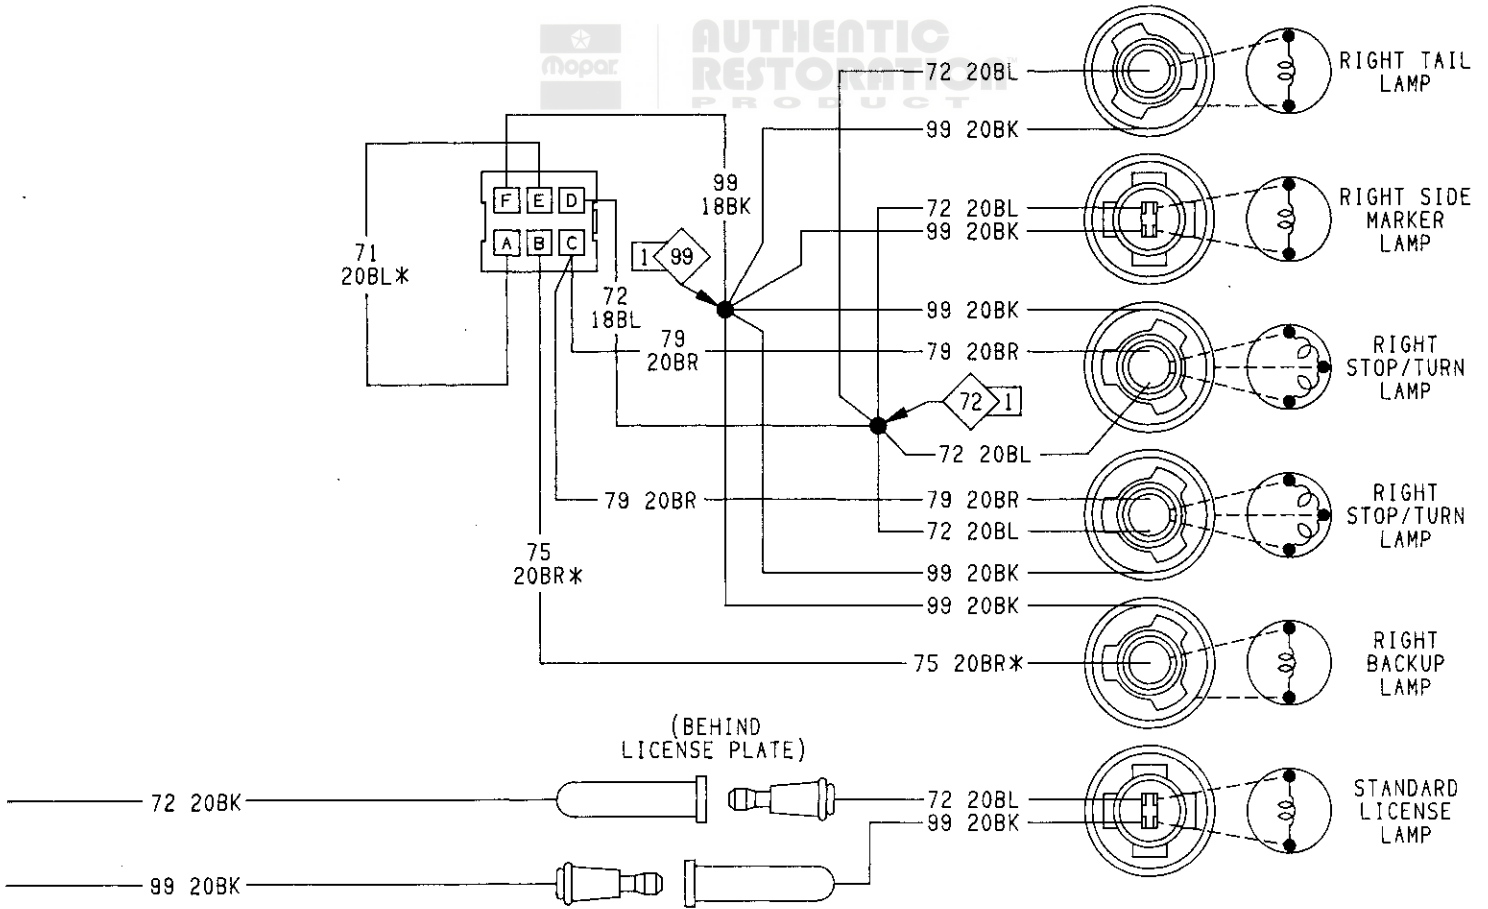 Mopar
AUTHENTIC
RESTORATION
PRODUCT
72 20BL
RIGHT TAIL
LAMP
99 20BK
F E D
A B C
99
18BK
72 20BL
99 20BK
RIGHT SIDE
MARKER
LAMP
71
20BL*
1 99
72
18BL
99 20BK
79
20BR
79 20BR
RIGHT
STOP/TURN
LAMP
72 1
72 20BL
79 20BR
79 20BR
72 20BL
RIGHT
STOP/TURN
LAMP
75
20BR*
99 20BK
99 20BK
75 20BR*
RIGHT
BACKUP
LAMP
(BEHIND
LICENSE PLATE)
72 20BK
72 20BL
99 20BK
STANDARD
LICENSE
LAMP
99 20BK